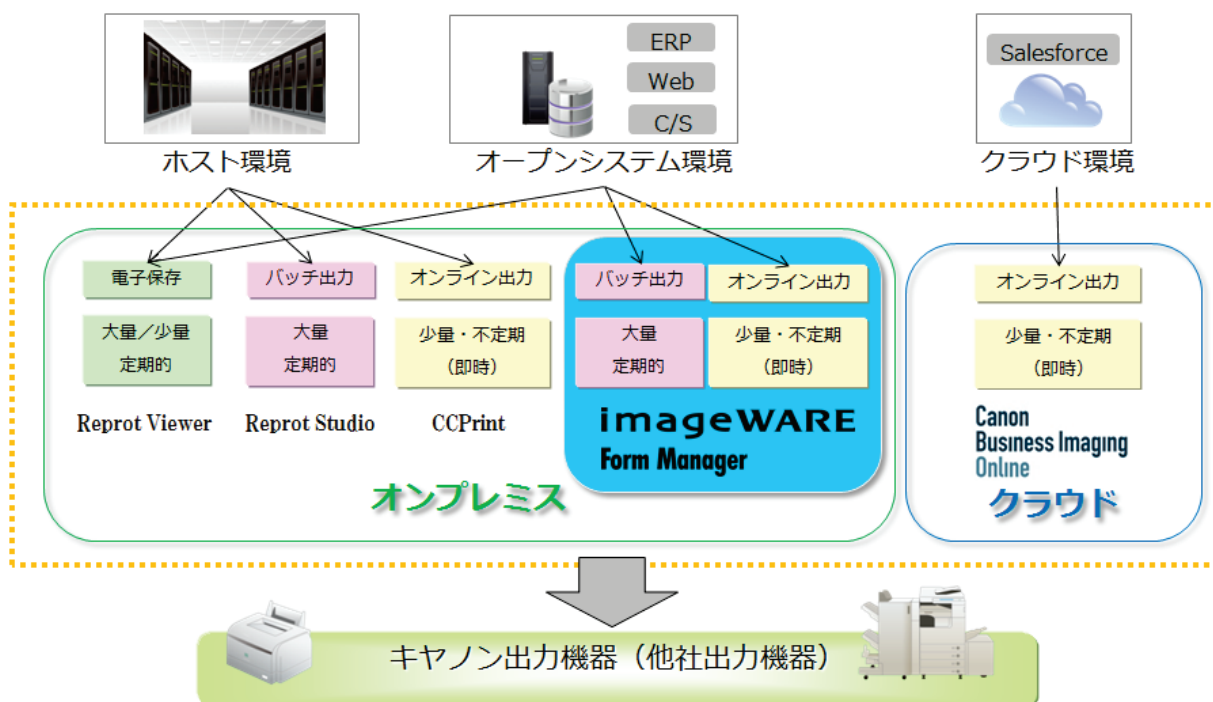 ERP
Web
C/S
Salesforce
ホスト環境
オープンシステム環境
クラウド環境
電子保存
バッチ出力
オンライン出力
バッチ出力
オンライン出力
オンライン出力
大量／少量
定期的
大量
定期的
少量・不定期
（即時）
大量
定期的
少量・不定期
（即時）
少量・不定期
（即時）
Reprot Viewer
Reprot Studio
CCPrint
imageWARE
Form Manager
Canon
Business Imaging
Online
オンプレミス
クラウド
キヤノン出力機器（他社出力機器）